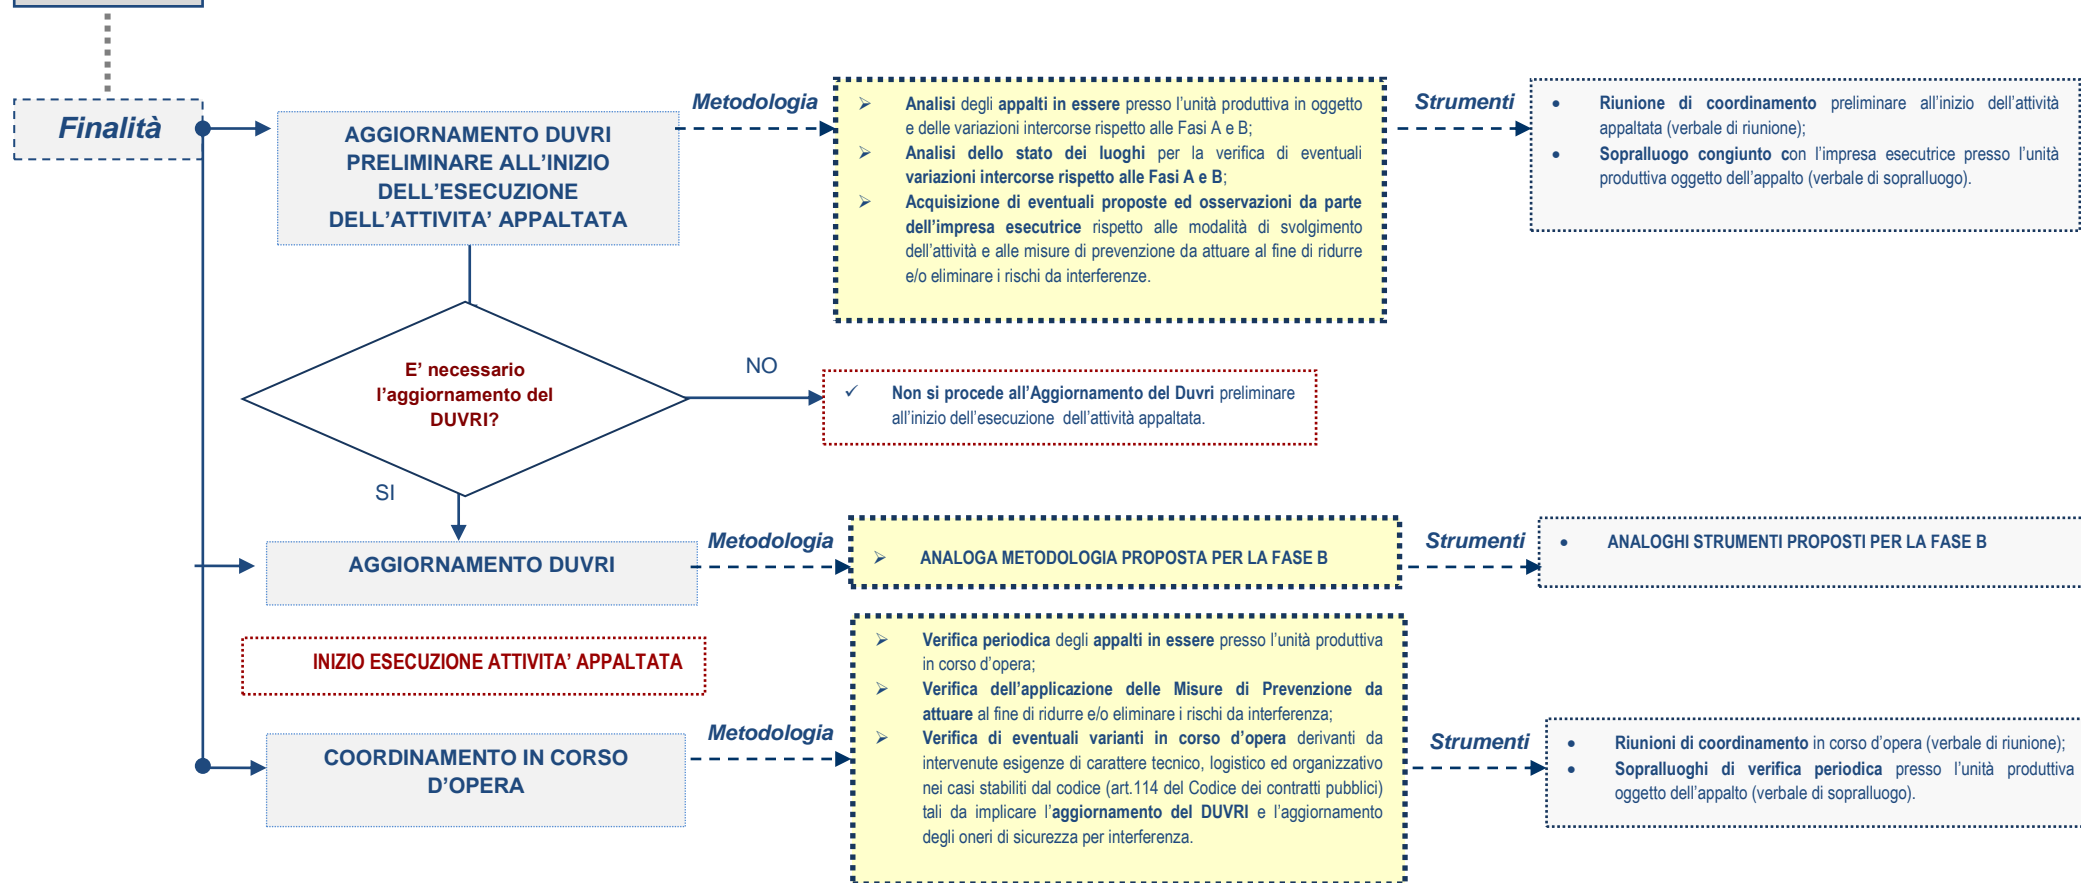 Finalità
AGGIORNAMENTO DUVRI
PRELIMINARE ALL’INIZIO
DELL’ESECUZIONE
DELL’ATTIVITA’ APPALTATA
Metodologia
➢ Analisi degli appalti in essere presso l’unità produttiva in oggetto
e delle variazioni intercorse rispetto alle Fasi A e B;
➢ Analisi dello stato dei luoghi per la verifica di eventuali
variazioni intercorse rispetto alle Fasi A e B;
➢ Acquisizione di eventuali proposte ed osservazioni da parte
dell’impresa esecutrice rispetto alle modalità di svolgimento
dell’attività e alle misure di prevenzione da attuare al fine di ridurre
e/o eliminare i rischi da interferenze.
Strumenti
• Riunione di coordinamento preliminare all’inizio dell’attività
appaltata (verbale di riunione);
• Sopralluogo congiunto con l’impresa esecutrice presso l’unità
produttiva oggetto dell’appalto (verbale di sopralluogo).
E’ necessario
l’aggiornamento del
DUVRI?
NO
✓ Non si procede all’Aggiornamento del Duvri preliminare
all’inizio dell’esecuzione dell’attività appaltata.
SI
AGGIORNAMENTO DUVRI
Metodologia
➢ ANALOGA METODOLOGIA PROPOSTA PER LA FASE B
Strumenti
• ANALOGHI STRUMENTI PROPOSTI PER LA FASE B
INIZIO ESECUZIONE ATTIVITA’ APPALTATA
COORDINAMENTO IN CORSO
D’OPERA
Metodologia
➢ Verifica periodica degli appalti in essere presso l’unità produttiva
in corso d’opera;
➢ Verifica dell’applicazione delle Misure di Prevenzione da
attuare al fine di ridurre e/o eliminare i rischi da interferenza;
➢ Verifica di eventuali varianti in corso d’opera derivanti da
intervenute esigenze di carattere tecnico, logistico ed organizzativo
nei casi stabiliti dal codice (art.114 del Codice dei contratti pubblici)
tali da implicare l’aggiornamento del DUVRI e l’aggiornamento
degli oneri di sicurezza per interferenza.
Strumenti
• Riunioni di coordinamento in corso d’opera (verbale di riunione);
• Sopralluoghi di verifica periodica presso l’unità produttiva
oggetto dell’appalto (verbale di sopralluogo).